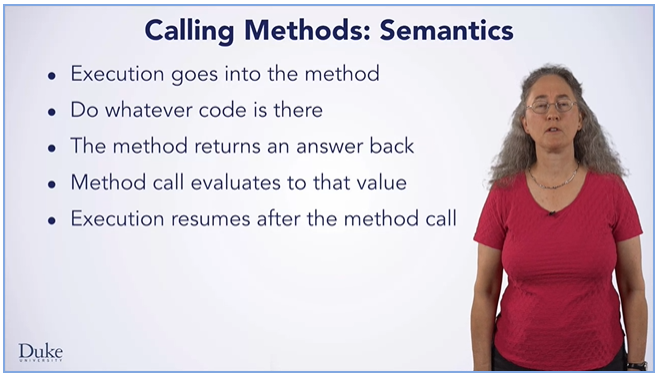 Calling Methods: Semantics
• Execution goes into the method
• Do whatever code is there
• The method returns an answer back
• Method call evaluates to that value
• Execution resumes after the method call
Duke
UNIVERSITY